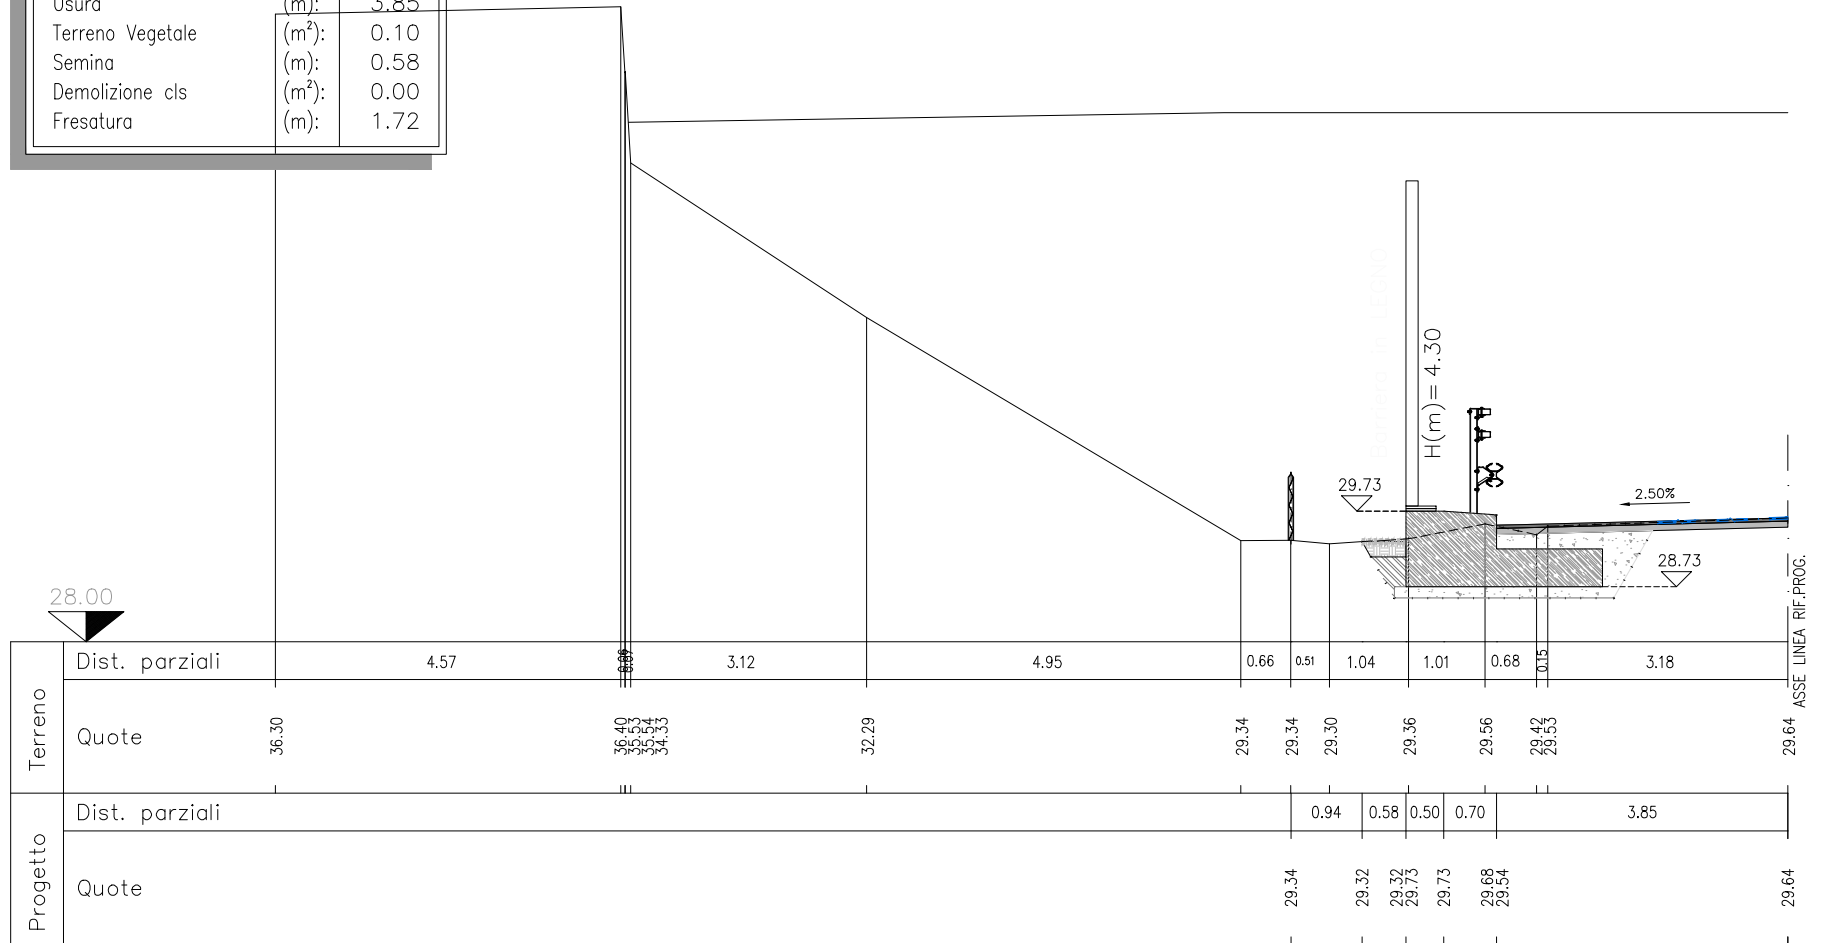 Usura (m): 3.85
Terreno Vegetale (m²): 0.10
Semina (m): 0.58
Demolizione cls (m²): 0.00
Fresatura (m): 1.72
H(m)= 4.30
29.73
2.50%
28.73
28.00
ASSE LINEA RIF.PROG.
Terreno
Dist. parziali 4.57 3.12 4.95 0.66 0.51 1.04 1.01 0.68 0.15 3.18
Quote 36.30 36.40 35.53 35.54 34.33 32.29 29.34 29.34 29.30 29.36 29.56 29.42 29.53 29.64
Progetto
Dist. parziali 0.94 0.58 0.50 0.70 3.85
Quote 29.34 29.32 29.32 29.73 29.73 29.68 29.54 29.64